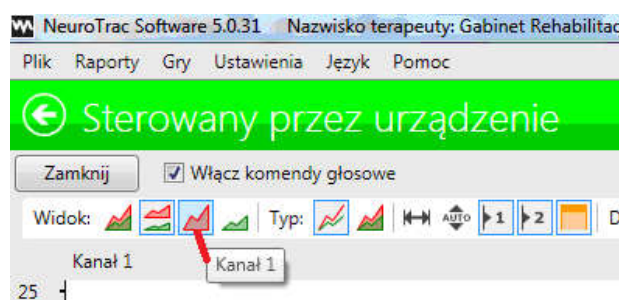 NeuroTrac Software 5.0.31 Nazwisko terapeuty: Gabinet Rehabilitac
Plik Raporty Gry Ustawienia Język Pomoc
Sterowany przez urządzenie
Zamknij Włącz komendy głosowe
Widok: Typ: AUTO 1 2 D
Kanał 1 Kanał 1
25